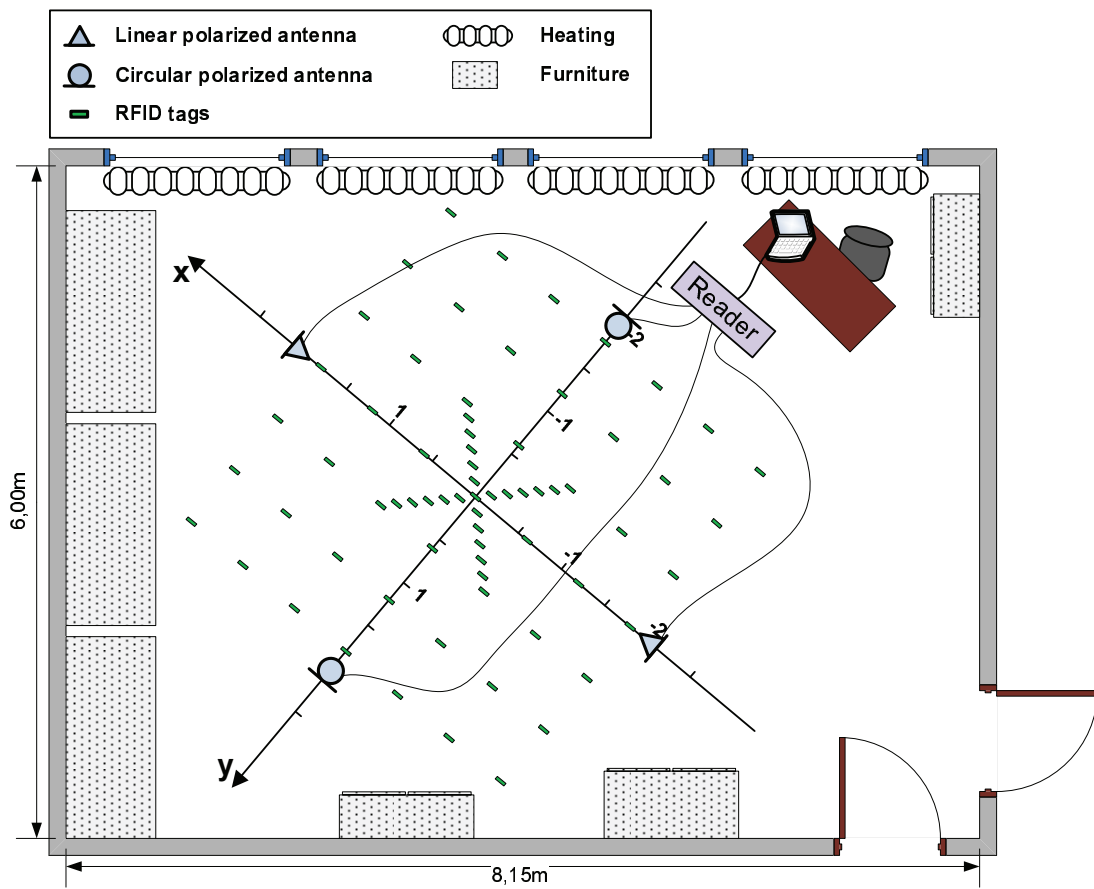 Linear polarized antenna
Heating
Circular polarized antenna
Furniture
RFID tags
x
Reader
-2
1
-1
6,00m
-1
1
-2
y
8,15m